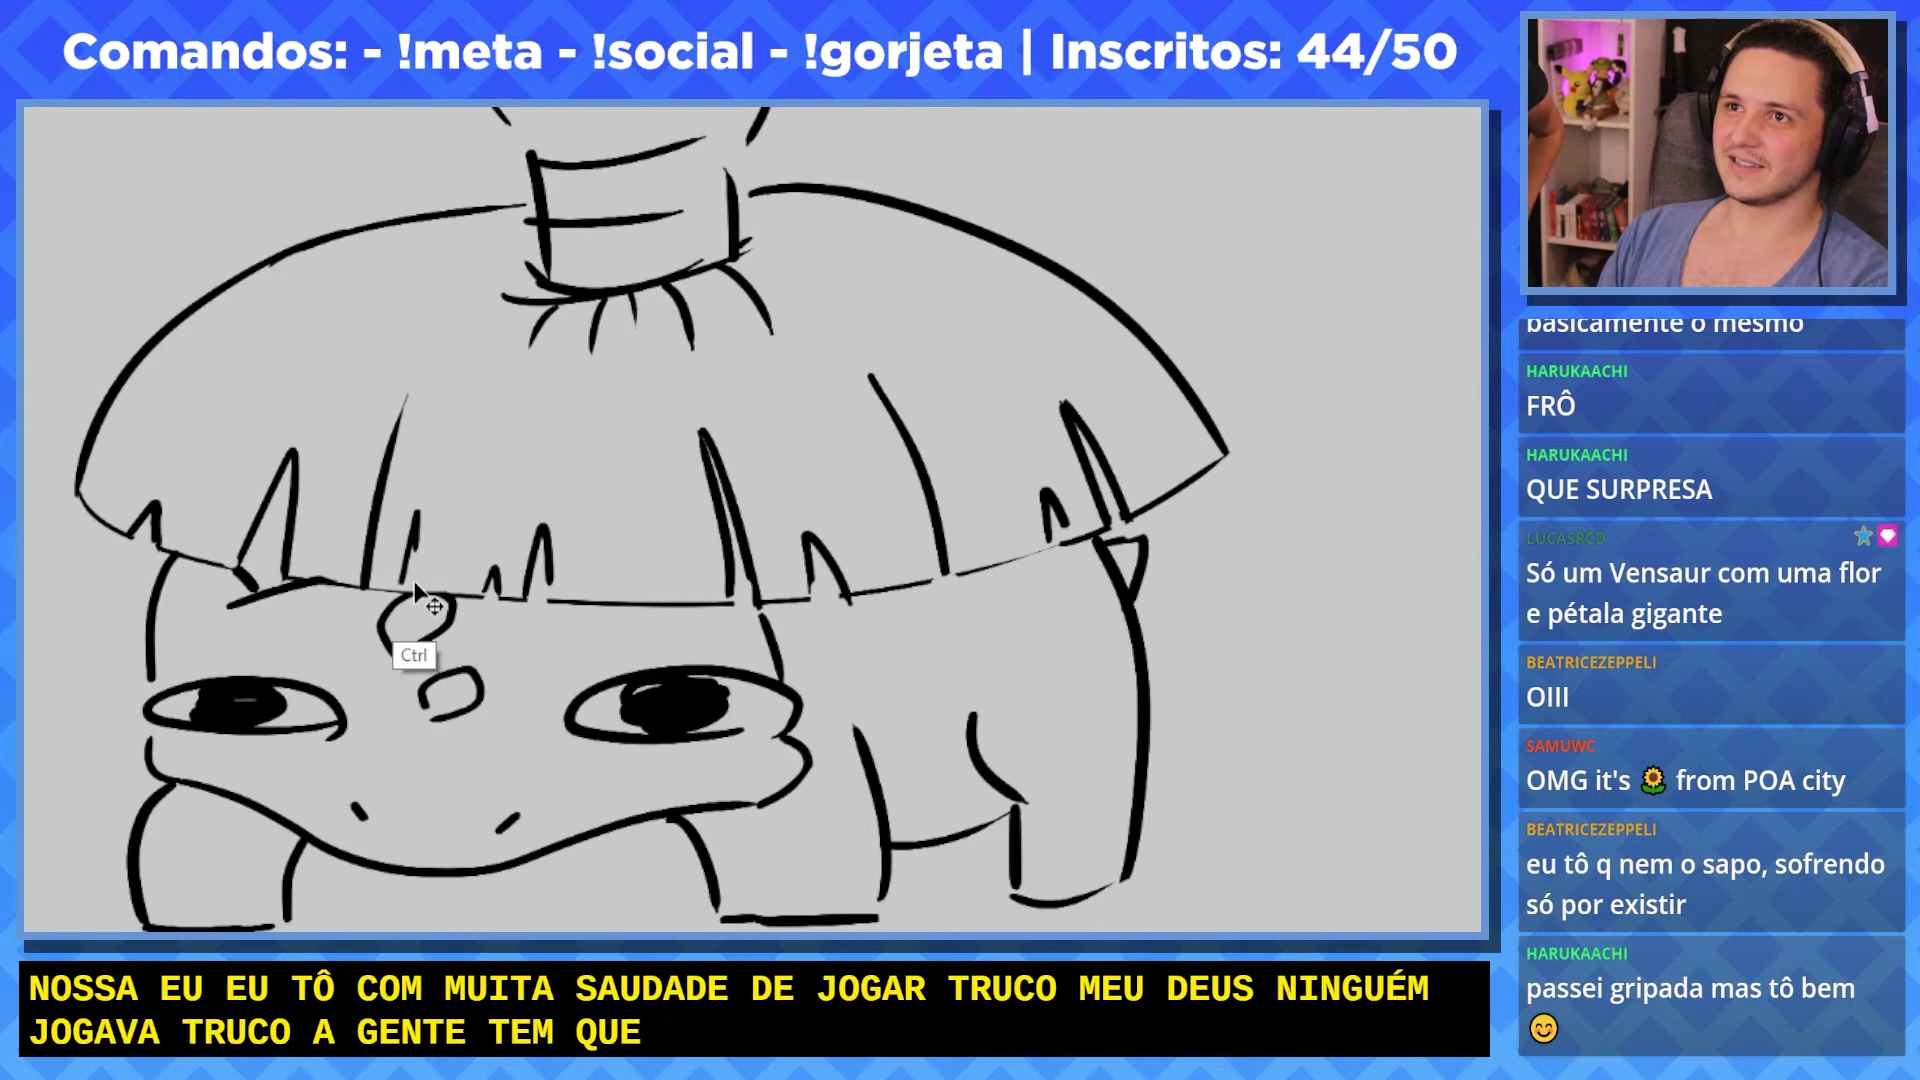 Comandos: - !meta - !social - !gorjeta | Inscritos: 44/50
basicamente o mesmo
HARUKAACHI
FRÔ
HARUKAACHI
QUE SURPRESA
LUCASRCD
Só um Vensaur com uma flor
e pétala gigante
BEATRICEZEPPELI
OIII
SAMUWC
OMG it's 🌻 from POA city
BEATRICEZEPPELI
eu tô q nem o sapo, sofrendo
só por existir
HARUKAACHI
passei gripada mas tô bem
😊
Ctrl
NOSSA EU EU TÔ COM MUITA SAUDADE DE JOGAR TRUCO MEU DEUS NINGUÉM
JOGAVA TRUCO A GENTE TEM QUE